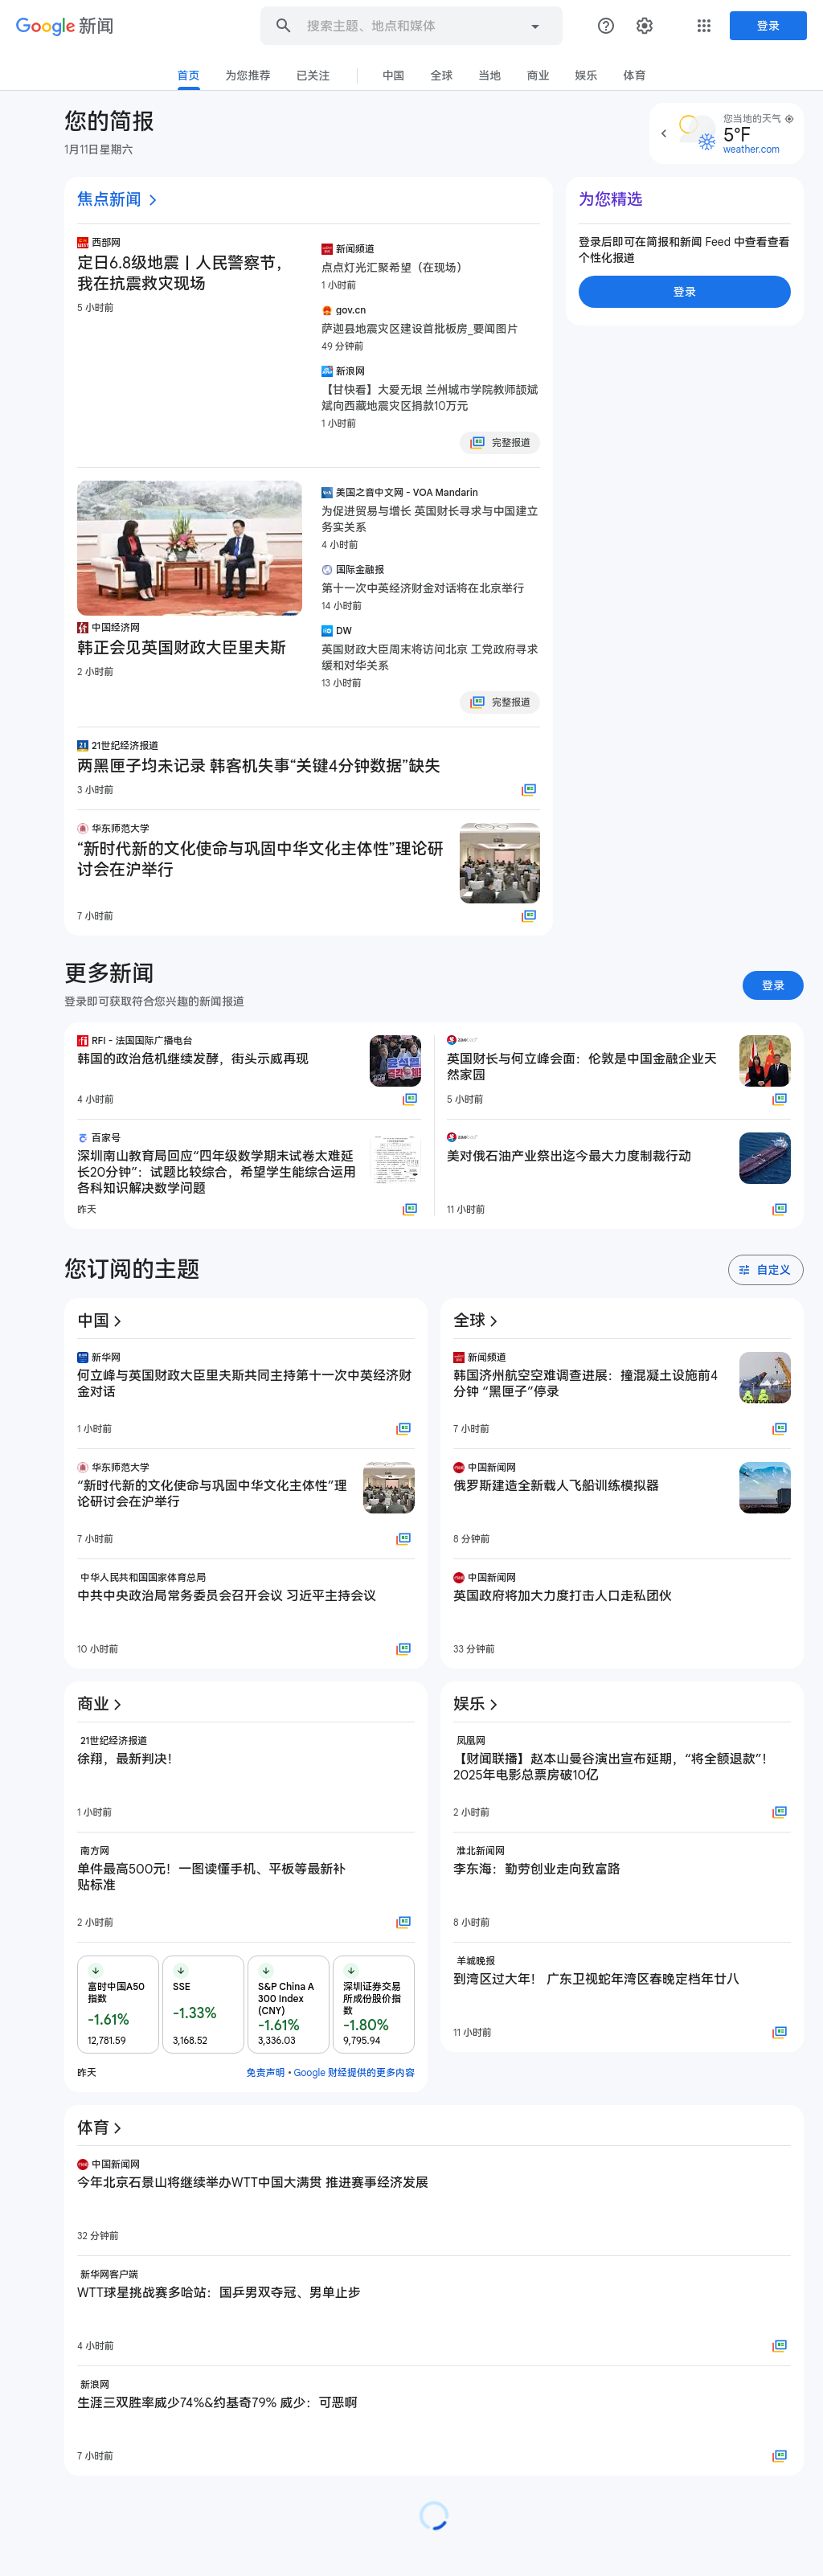 Google 新闻
搜索主题、地点和媒体
登录
首页
为您推荐
已关注
中国
全球
当地
商业
娱乐
体育
您的简报
1月11日星期六
您当地的天气
5°F
weather.com
焦点新闻
西部网
定日6.8级地震丨人民警察节，
我在抗震救灾现场
5 小时前
新闻频道
点点灯光汇聚希望（在现场）
1 小时前
gov.cn
萨迦县地震灾区建设首批板房_要闻图片
49 分钟前
新浪网
【甘快看】大爱无垠 兰州城市学院教师颉斌
斌向西藏地震灾区捐款10万元
1 小时前
完整报道
为您精选
登录后即可在简报和新闻 Feed 中查看查看
个性化报道
登录
中国经济网
韩正会见英国财政大臣里夫斯
2 小时前
美国之音中文网 - VOA Mandarin
为促进贸易与增长 英国财长寻求与中国建立
务实关系
4 小时前
国际金融报
第十一次中英经济财金对话将在北京举行
14 小时前
DW
英国财政大臣周末将访问北京 工党政府寻求
缓和对华关系
13 小时前
完整报道
21世纪经济报道
两黑匣子均未记录 韩客机失事“关键4分钟数据”缺失
3 小时前
华东师范大学
“新时代新的文化使命与巩固中华文化主体性”理论研
讨会在沪举行
7 小时前
更多新闻
登录即可获取符合您兴趣的新闻报道
登录
RFI - 法国国际广播电台
韩国的政治危机继续发酵，街头示威再现
4 小时前
英国财长与何立峰会面：伦敦是中国金融企业天
然家园
5 小时前
百家号
深圳南山教育局回应“四年级数学期末试卷太难延
长20分钟”：试题比较综合，希望学生能综合运用
各科知识解决数学问题
昨天
美对俄石油产业祭出迄今最大力度制裁行动
11 小时前
您订阅的主题
自定义
中国
新华网
何立峰与英国财政大臣里夫斯共同主持第十一次中英经济财
金对话
1 小时前
华东师范大学
“新时代新的文化使命与巩固中华文化主体性”理
论研讨会在沪举行
7 小时前
中华人民共和国国家体育总局
中共中央政治局常务委员会召开会议 习近平主持会议
10 小时前
全球
新闻频道
韩国济州航空空难调查进展：撞混凝土设施前4
分钟 “黑匣子”停录
7 小时前
中国新闻网
俄罗斯建造全新载人飞船训练模拟器
8 分钟前
中国新闻网
英国政府将加大力度打击人口走私团伙
33 分钟前
商业
21世纪经济报道
徐翔，最新判决！
1 小时前
南方网
单件最高500元！一图读懂手机、平板等最新补
贴标准
2 小时前
富时中国A50
指数
-1.61%
12,781.59
SSE
-1.33%
3,168.52
S&P China A
300 Index
(CNY)
-1.61%
3,336.03
深圳证券交易
所成份股价指
数
-1.80%
9,795.94
昨天
免责声明 • Google 财经提供的更多内容
娱乐
凤凰网
【财闻联播】赵本山曼谷演出宣布延期，“将全额退款”！
2025年电影总票房破10亿
2 小时前
淮北新闻网
李东海：勤劳创业走向致富路
8 小时前
羊城晚报
到湾区过大年！ 广东卫视蛇年湾区春晚定档年廿八
11 小时前
体育
中国新闻网
今年北京石景山将继续举办WTT中国大满贯 推进赛事经济发展
32 分钟前
新华网客户端
WTT球星挑战赛多哈站：国乒男双夺冠、男单止步
4 小时前
新浪网
生涯三双胜率威少74%&约基奇79% 威少：可恶啊
7 小时前